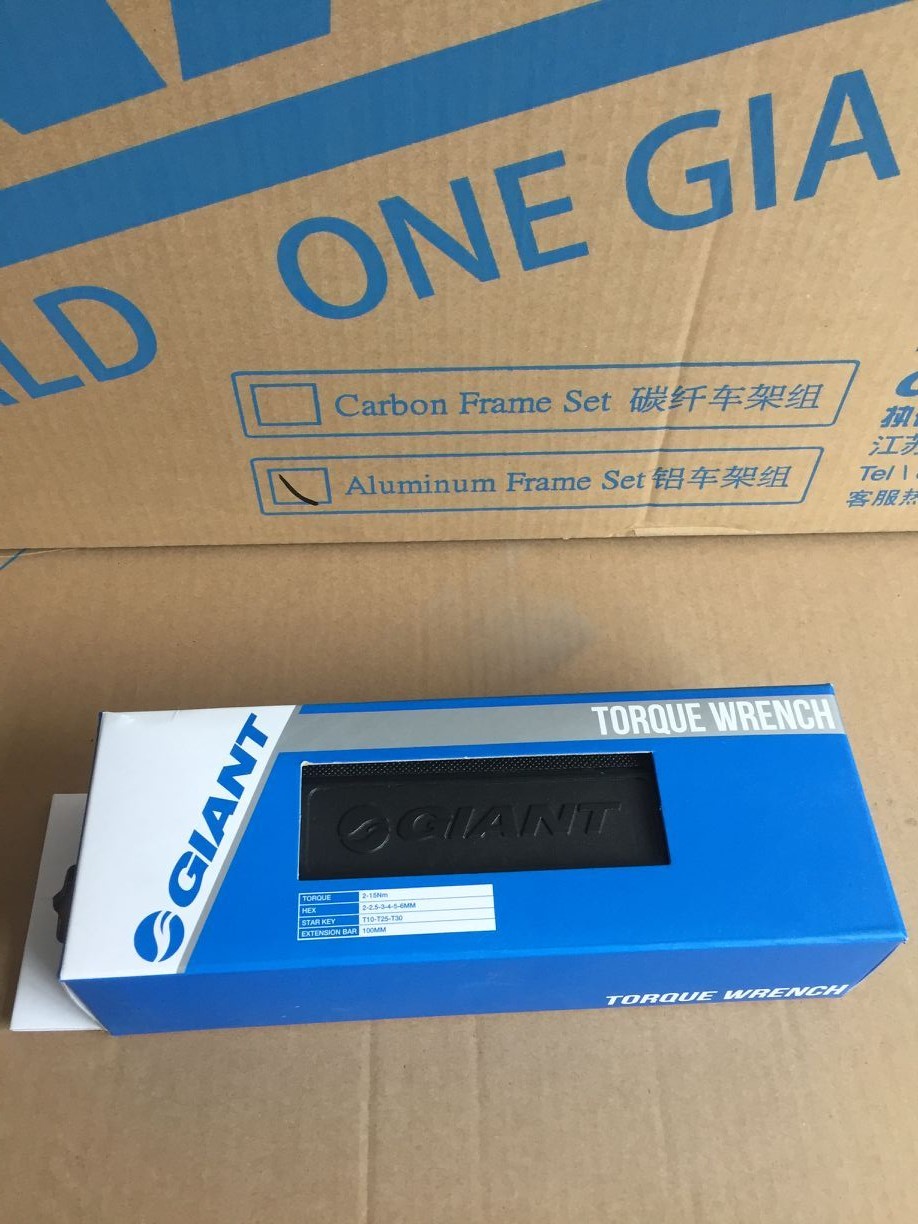 ONE GIA
LD
Carbon Frame Set 碳纤车架组
Aluminum Frame Set 铝车架组
江苏
Tel \
客服热
TORQUE WRENCH
GIANT
GIANT
TORQUE 2-15Nm
HEX 2-2.5-3-4-5-6MM
STAR KEY T10-T25-T30
EXTENSION BAR 100MM
TORQUE WRENCH